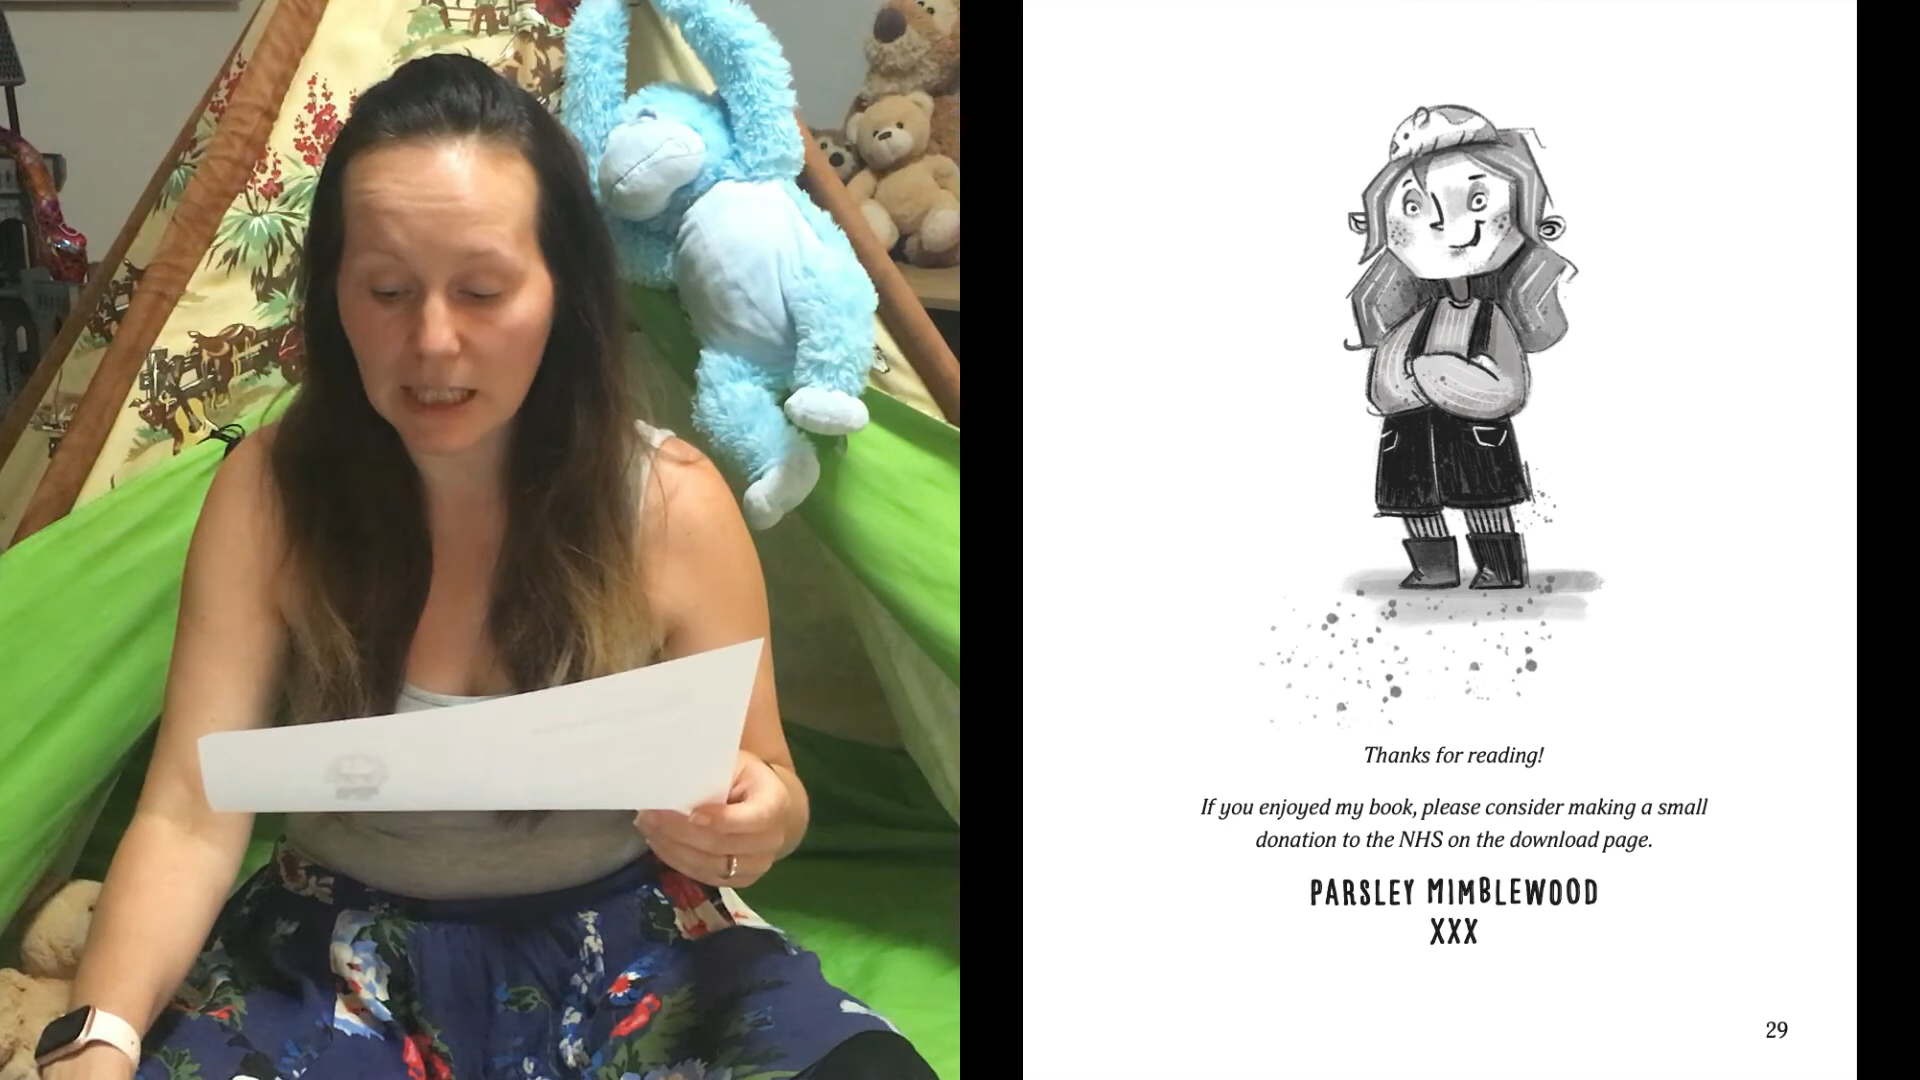 Thanks for reading!
If you enjoyed my book, please consider making a small
donation to the NHS on the download page.
PARSLEY MIMBLEWOOD
XXX
29